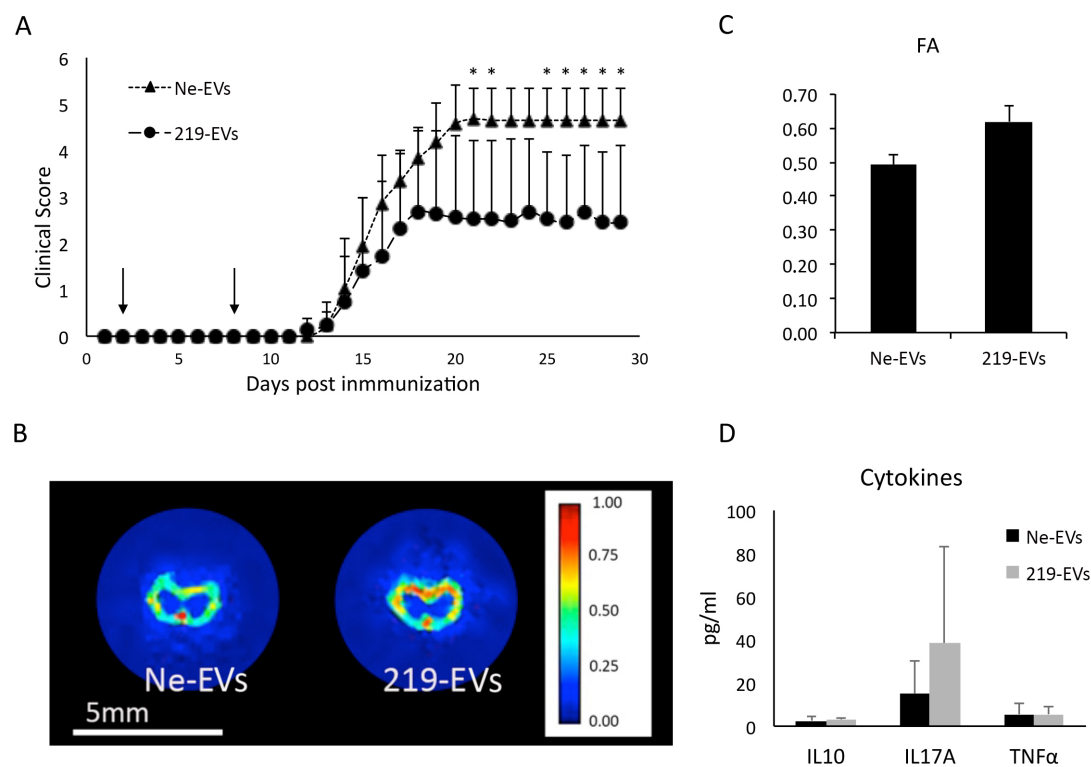 A
6
5
4
3
2
1
0
Clinical Score
Ne-EVs
219-EVs
* * * * * * *
0 5 10 15 20 25 30
Days post inmmunization
B
Ne-EVs 219-EVs
5mm
1.00
0.75
0.50
0.25
0.00
C
FA
0.70
0.60
0.50
0.40
0.30
0.20
0.10
0.00
Ne-EVs 219-EVs
D
Cytokines
100
80
60
40
20
0
pg/ml
Ne-EVs
219-EVs
IL10 IL17A TNFα